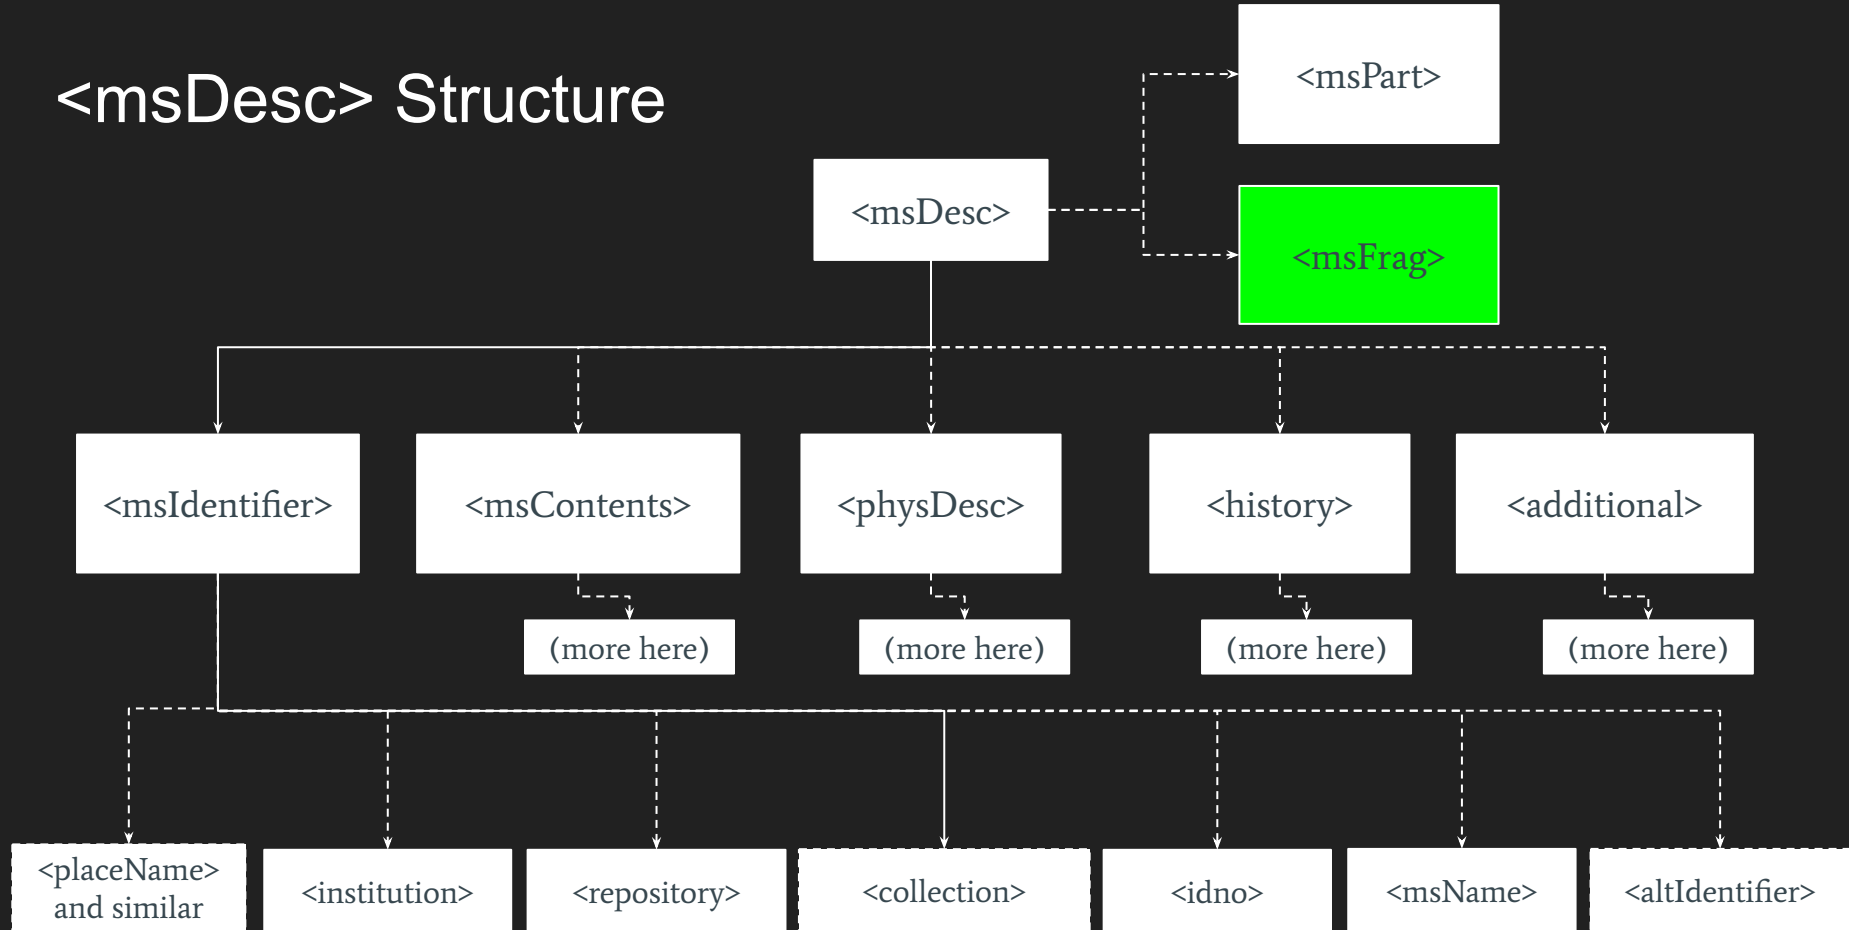 <msDesc> Structure
<msPart>
<msDesc>
<msFrag>
<msIdentifier>
<msContents>
<physDesc>
<history>
<additional>
(more here)
(more here)
(more here)
(more here)
<placeName>
and similar
<institution>
<repository>
<collection>
<idno>
<msName>
<altIdentifier>